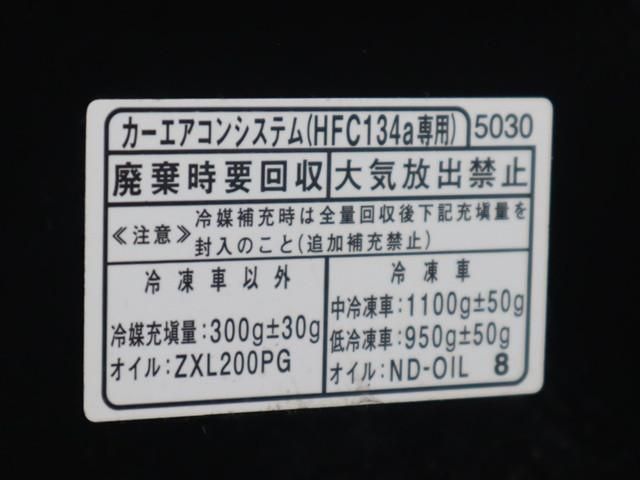 カーエアコンシステム(HFC134a専用) 5030
廃棄時要回収 大気放出禁止
≪注意≫ 冷媒補充時は全量回収後下記充塡量を
封入のこと(追加補充禁止)
冷凍車以外
冷媒充塡量:300g±30g
オイル:ZXL200PG
冷凍車
中冷凍車:1100g±50g
低冷凍車:950g±50g
オイル:ND-OIL 8